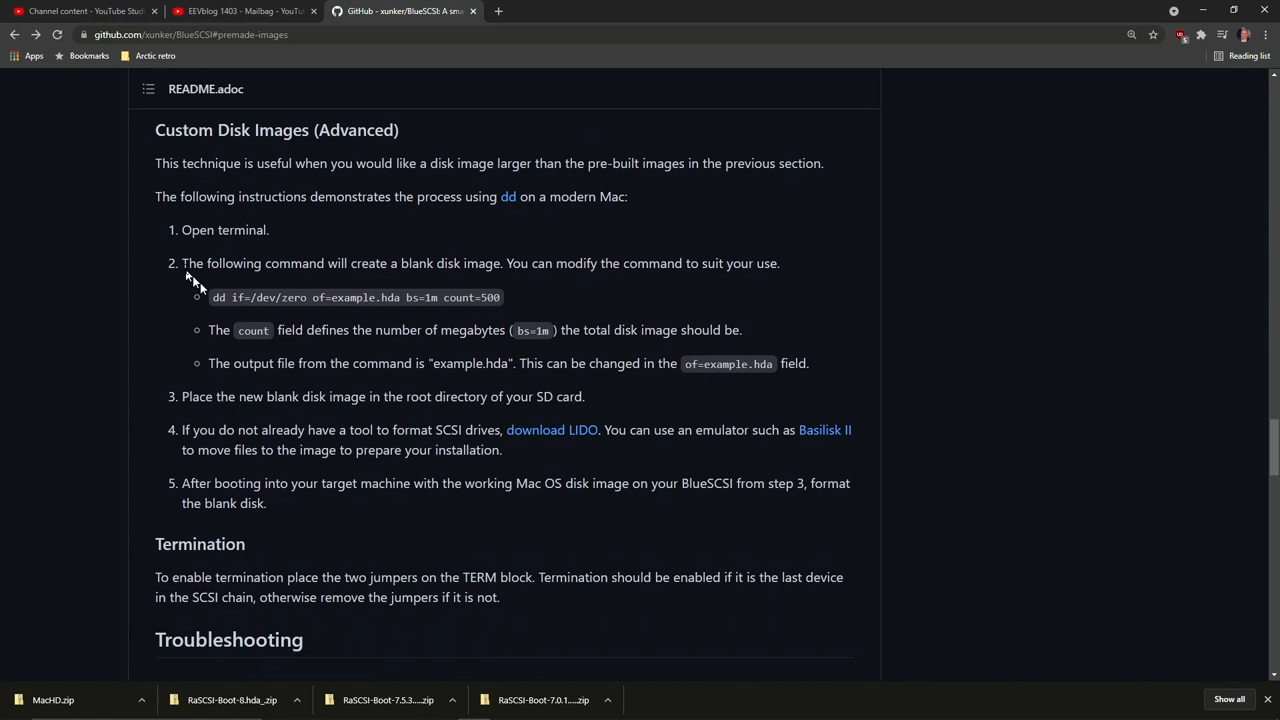 Channel content - YouTube Stud
EEVblog 1403 - Mailbag - YouTu
GitHub - xunker/BlueSCSI: A sma
github.com/xunker/BlueSCSI#premade-images
Apps
Bookmarks
Arctic retro
Reading list
README.adoc
Custom Disk Images (Advanced)
This technique is useful when you would like a disk image larger than the pre-built images in the previous section.
The following instructions demonstrates the process using dd on a modern Mac:
1. Open terminal.
2. The following command will create a blank disk image. You can modify the command to suit your use.
dd if=/dev/zero of=example.hda bs=1m count=500
The count field defines the number of megabytes (bs=1m) the total disk image should be.
The output file from the command is "example.hda". This can be changed in the of=example.hda field.
3. Place the new blank disk image in the root directory of your SD card.
4. If you do not already have a tool to format SCSI drives, download LIDO. You can use an emulator such as Basilisk II
to move files to the image to prepare your installation.
5. After booting into your target machine with the working Mac OS disk image on your BlueSCSI from step 3, format
the blank disk.
Termination
To enable termination place the two jumpers on the TERM block. Termination should be enabled if it is the last device
in the SCSI chain, otherwise remove the jumpers if it is not.
Troubleshooting
MacHD.zip
RaSCSI-Boot-8.hda_.zip
RaSCSI-Boot-7.5.3....zip
RaSCSI-Boot-7.0.1....zip
Show all